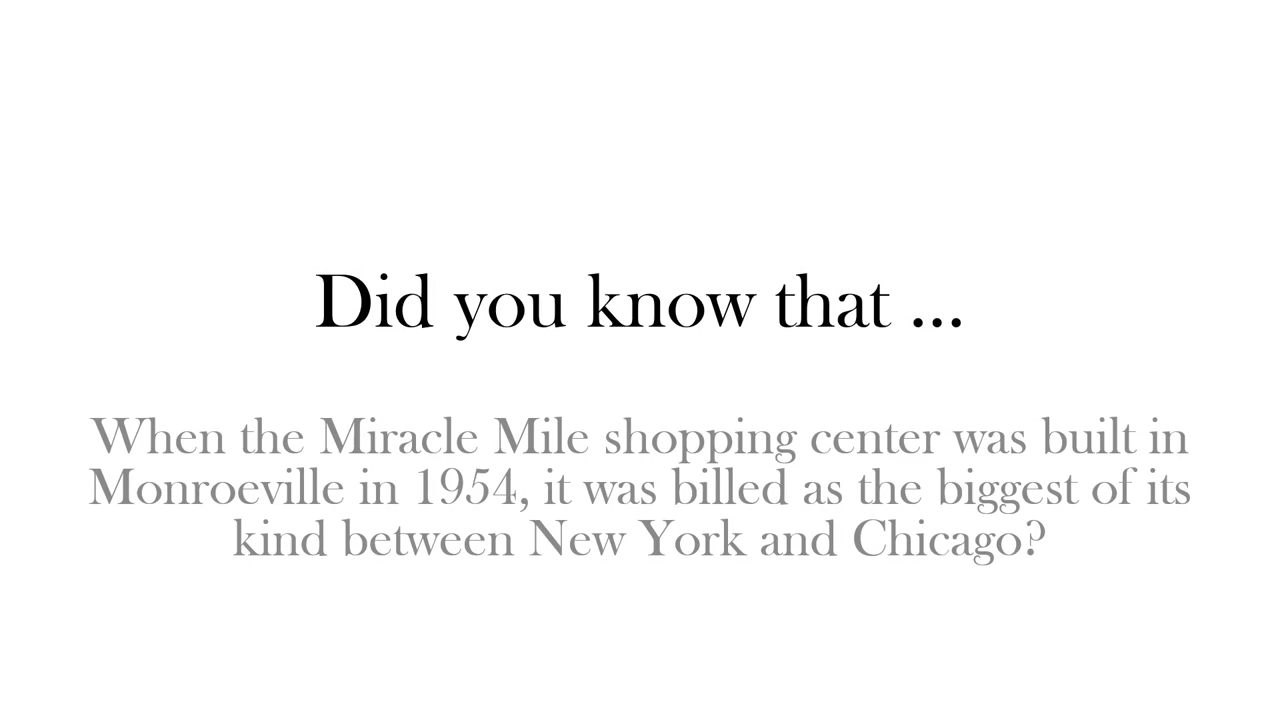 Did you know that ...
When the Miracle Mile shopping center was built in
Monroeville in 1954, it was billed as the biggest of its
kind between New York and Chicago?